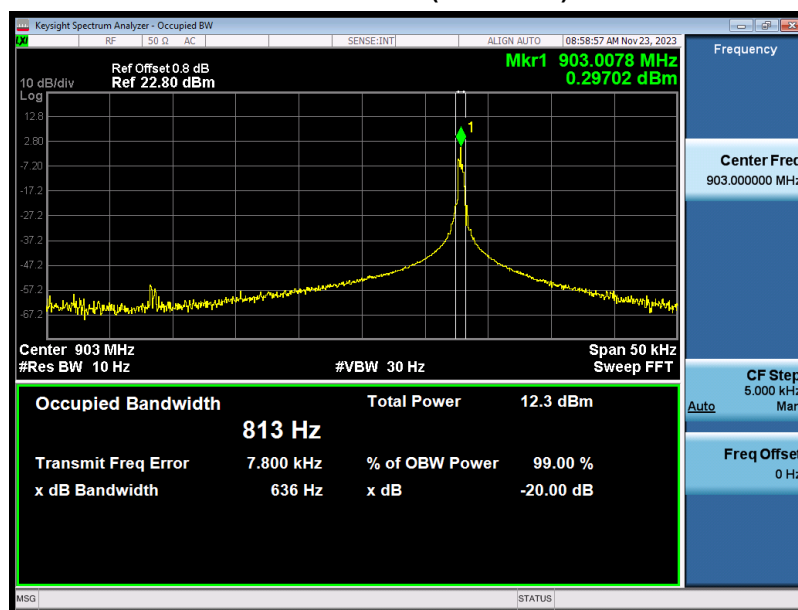 Keysight Spectrum Analyzer - Occupied BW
LXI RF 50 Ω AC SENSE:INT ALIGN AUTO 08:58:57 AM Nov 23, 2023
Mkr1 903.0078 MHz
0.29702 dBm
Ref Offset 0.8 dB
10 dB/div Ref 22.80 dBm
Log
12.8
2.80
-7.20
-17.2
-27.2
-37.2
-47.2
-57.2
-67.2
1
Center 903 MHz Span 50 kHz
#Res BW 10 Hz #VBW 30 Hz Sweep FFT
Occupied Bandwidth Total Power 12.3 dBm
813 Hz
Transmit Freq Error 7.800 kHz % of OBW Power 99.00 %
x dB Bandwidth 636 Hz x dB -20.00 dB
MSG STATUS
Frequency
Center Freq
903.000000 MHz
CF Step
5.000 kHz
Auto Man
Freq Offset
0 Hz